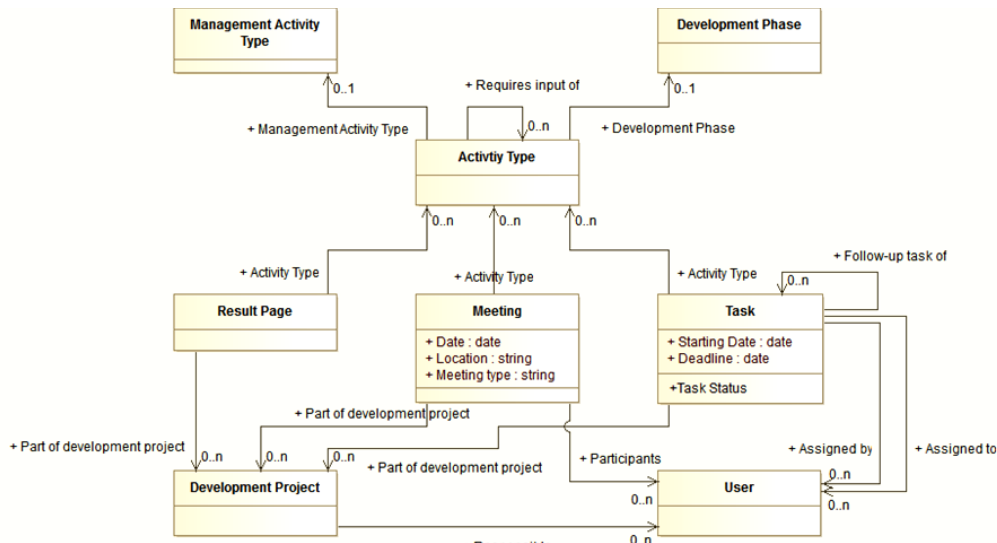 Management Activity
Type
Development Phase
0..1
+ Requires input of
0..1
+ Management Activity Type
0..n
+ Development Phase
Activtiy Type
0..n
0..n
0..n
+ Activity Type
+ Activity Type
+ Activity Type
+ Follow-up task of
0..n
Result Page
Meeting
Task
+ Date : date
+ Location : string
+ Meeting type : string
+ Starting Date : date
+ Deadline : date
+Task Status
+ Part of development project
+ Part of development project
+ Part of development project
+ Participants
+ Assigned by
+ Assigned to
0..n
0..n
0..n
0..n
0..n
0..n
Development Project
User
0..n